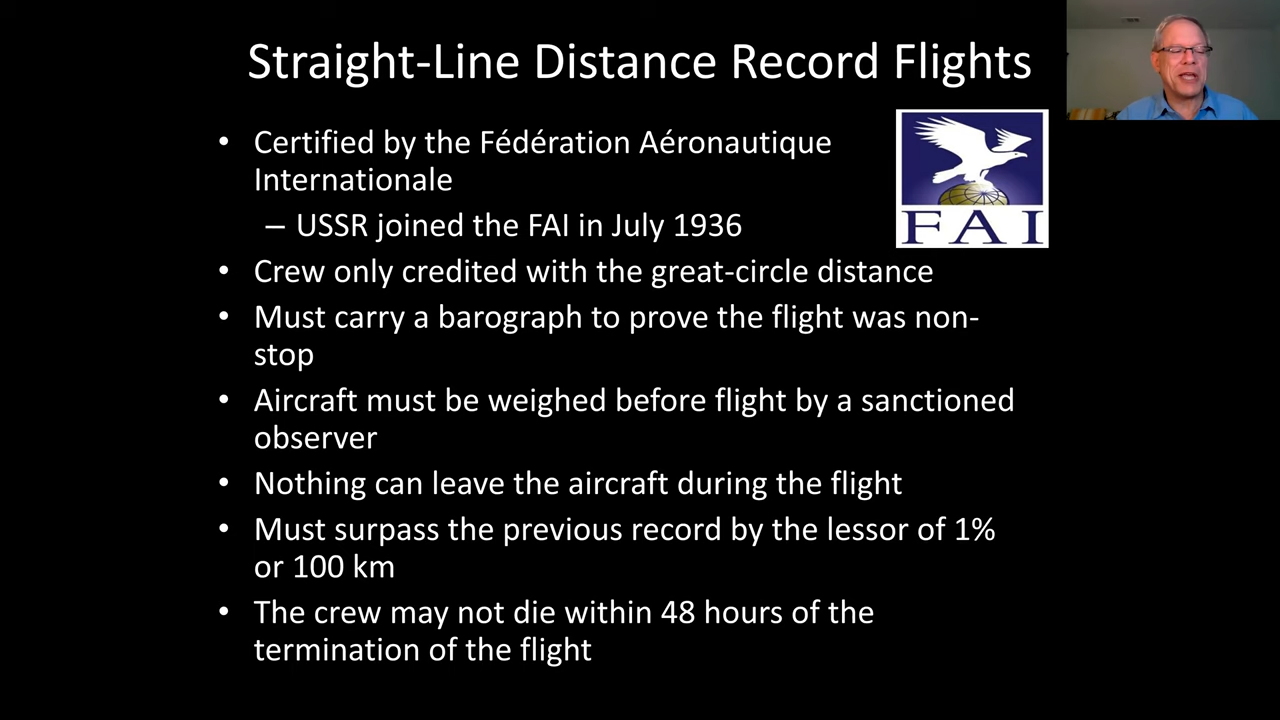 Straight-Line Distance Record Flights
• Certified by the Fédération Aéronautique
Internationale
– USSR joined the FAI in July 1936
FAI
• Crew only credited with the great-circle distance
• Must carry a barograph to prove the flight was non-
stop
• Aircraft must be weighed before flight by a sanctioned
observer
• Nothing can leave the aircraft during the flight
• Must surpass the previous record by the lessor of 1%
or 100 km
• The crew may not die within 48 hours of the
termination of the flight